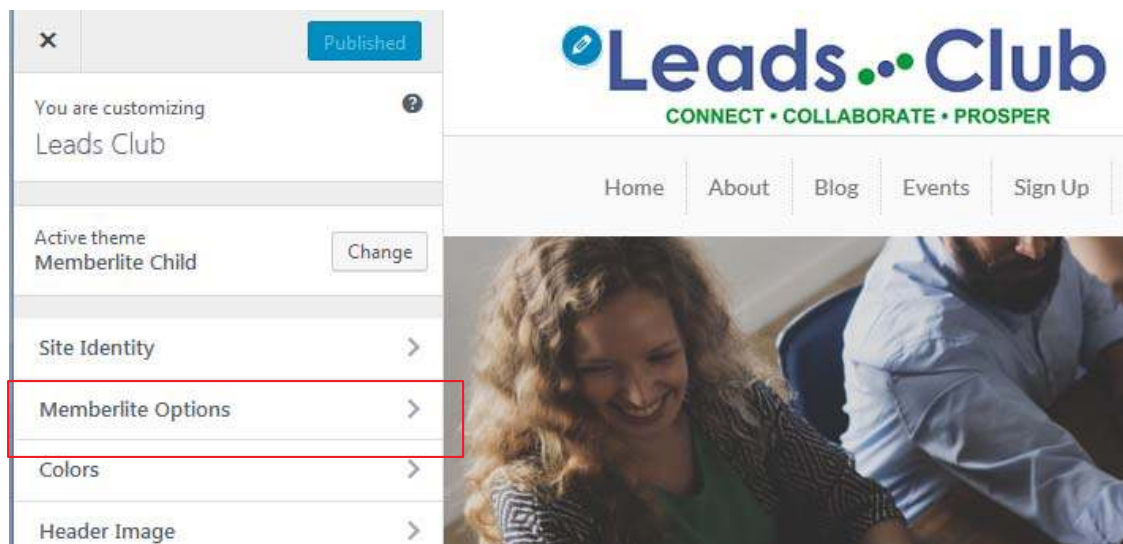 Published
You are customizing
Leads Club
Active theme
Memberlite Child
Change
Site Identity
Memberlite Options
Colors
Header Image
Leads Club
CONNECT • COLLABORATE • PROSPER
Home About Blog Events Sign Up